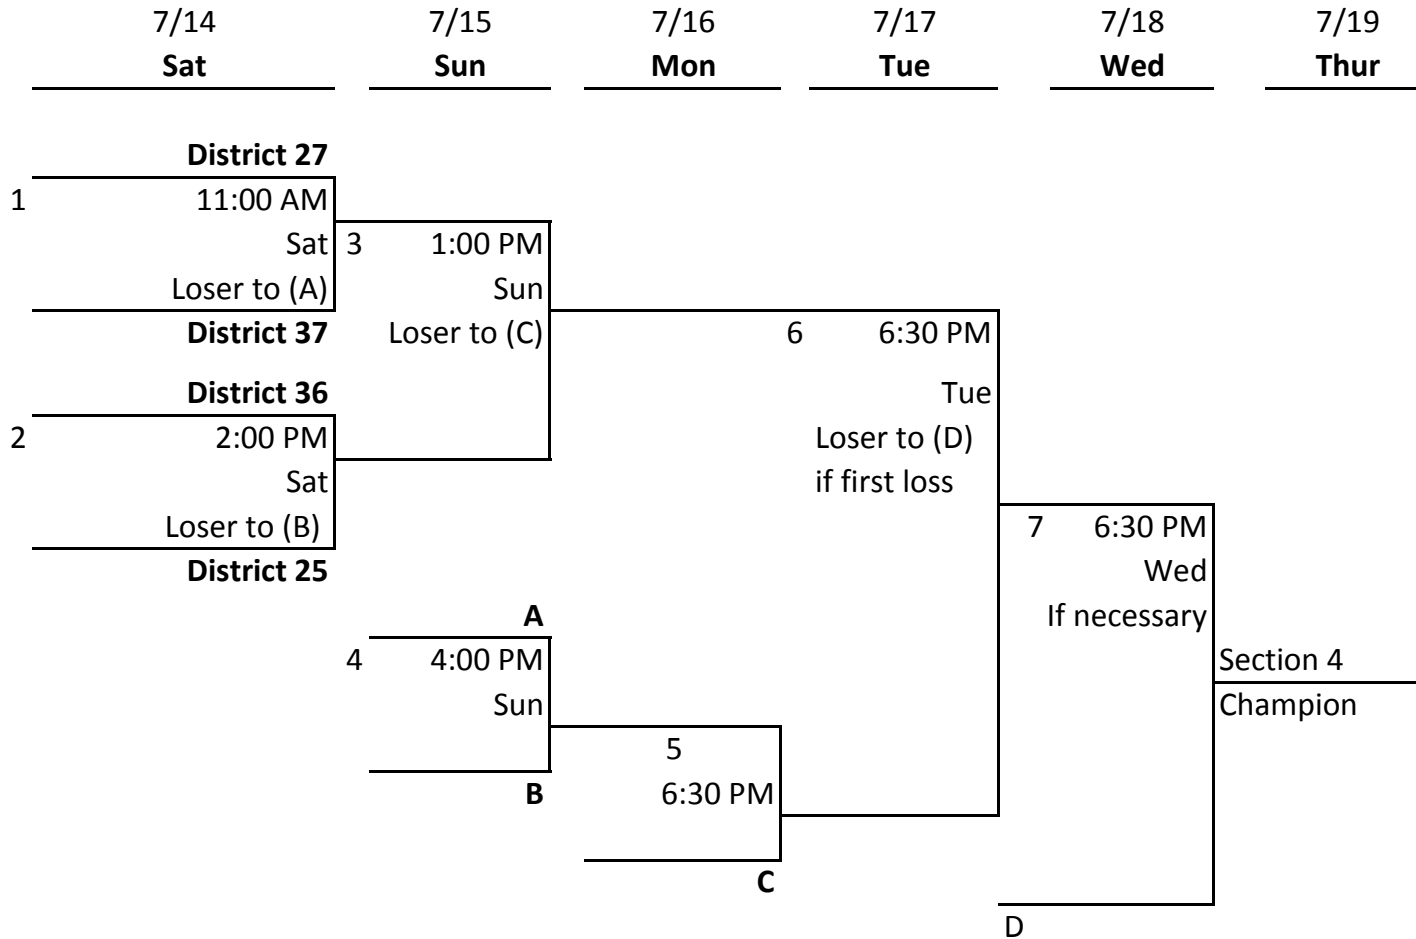 7/14 7/15 7/16 7/17 7/18 7/19
Sat Sun Mon Tue Wed Thur
District 27
1 11:00 AM
Sat 3 1:00 PM
Loser to (A) Sun
District 37 Loser to (C) 6 6:30 PM
District 36 Tue
2 2:00 PM Loser to (D)
Sat if first loss
Loser to (B) 7 6:30 PM
District 25 Wed
A If necessary
4 4:00 PM Section 4
Sun Champion
5
B 6:30 PM
C
D